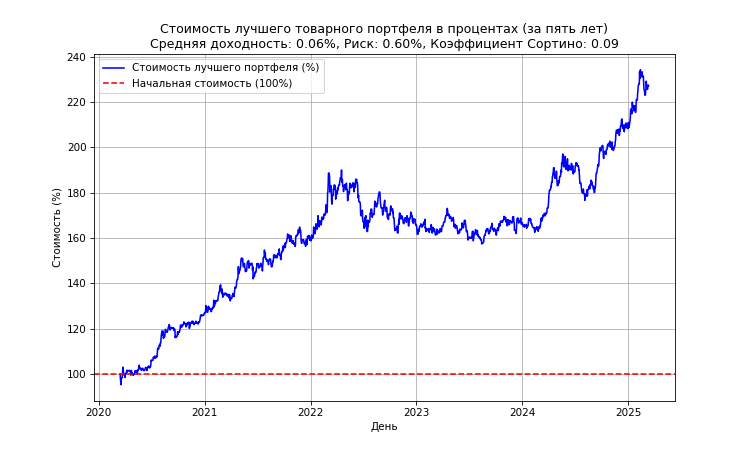 Стоимость лучшего товарного портфеля в процентах (за пять лет)
Средняя доходность: 0.06%, Риск: 0.60%, Коэффициент Сортино: 0.09
240
220
200
180
160
140
120
100
Стоимость (%)
Стоимость лучшего портфеля (%)
Начальная стоимость (100%)
2020
2021
2022
2023
2024
2025
День